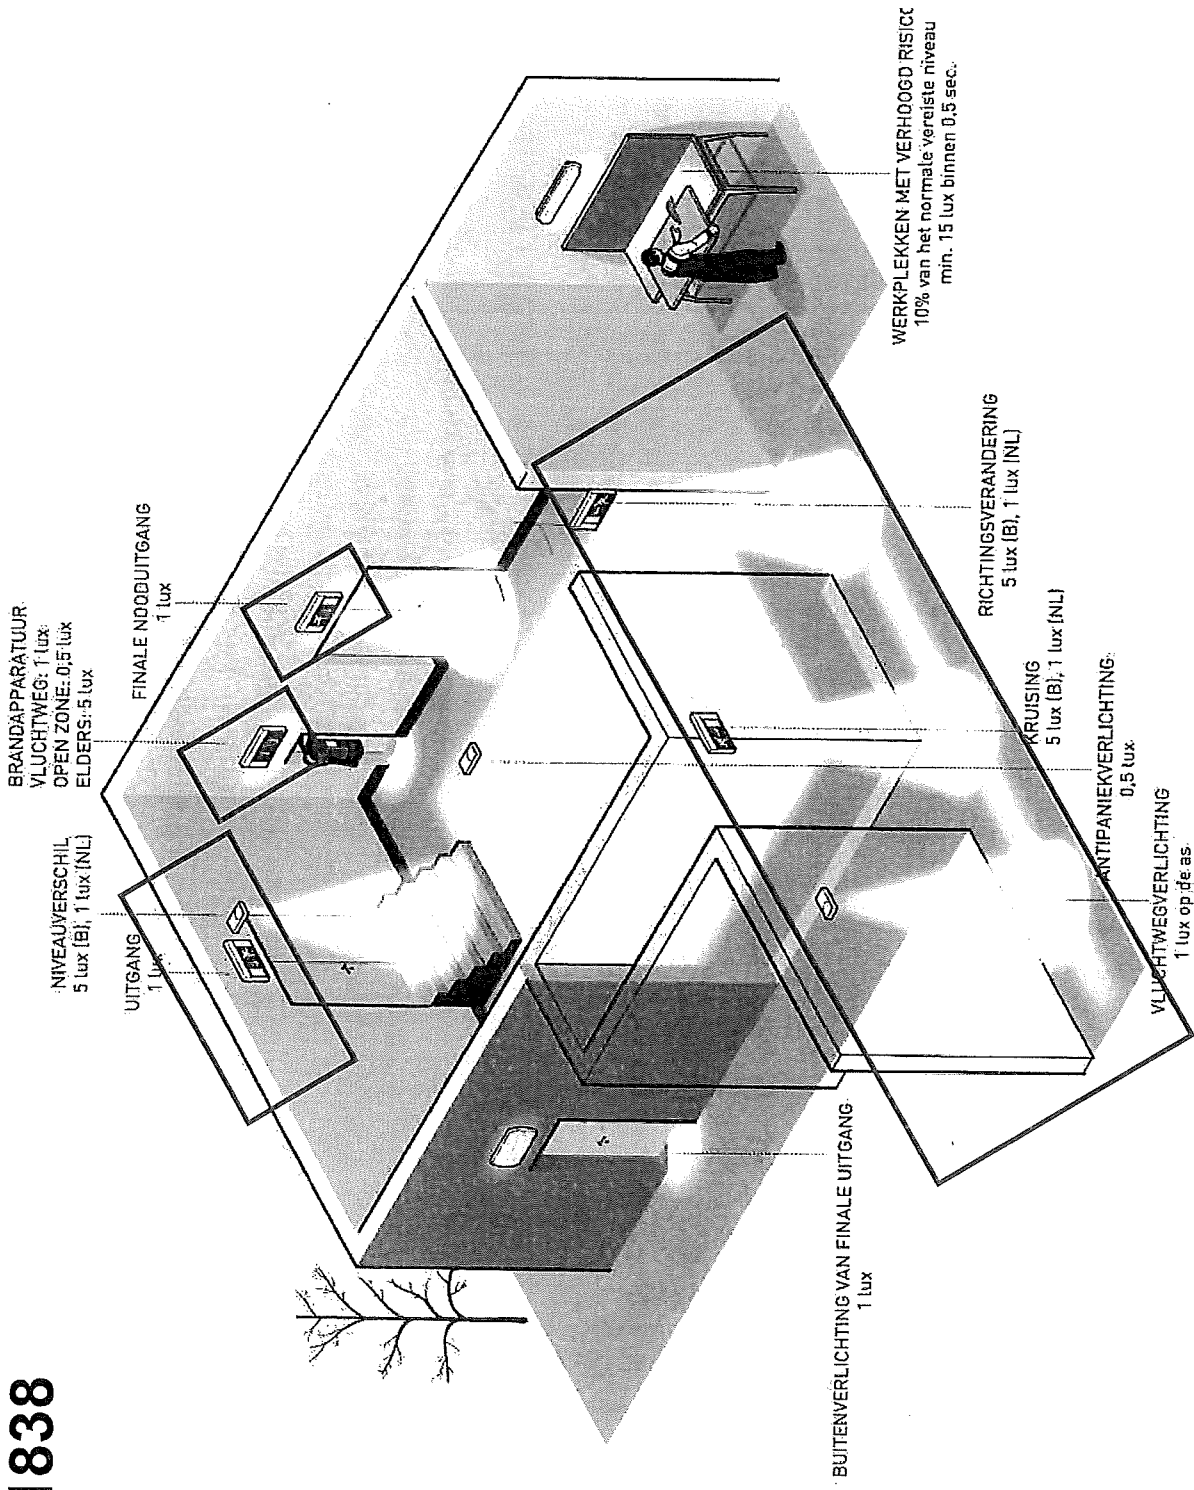 1838
NIVEAUVERSCHIL
5 lux (B), 1 lux (NL)
UITGANG
1 lux
BRANDAPPARATUUR
VLUCHTWEG: 1 lux
OPEN ZONE: 0,5 lux
ELDERS: 5 lux
FINALE NOODUITGANG
1 lux
WERKPLEKKEN MET VERHOOGD RISICO
10% van het normale vereiste niveau
min. 15 lux binnen 0,5 sec.
RICHTINGSVERANDERING
5 lux (B), 1 lux (NL)
KRUISING
5 lux (B), 1 lux (NL)
ANTIPANIEKVERLICHTING
0,5 lux
VLUCHTWEGVERLICHTING
1 lux op de as
BUITENVERLICHTING VAN FINALE UITGANG
1 lux